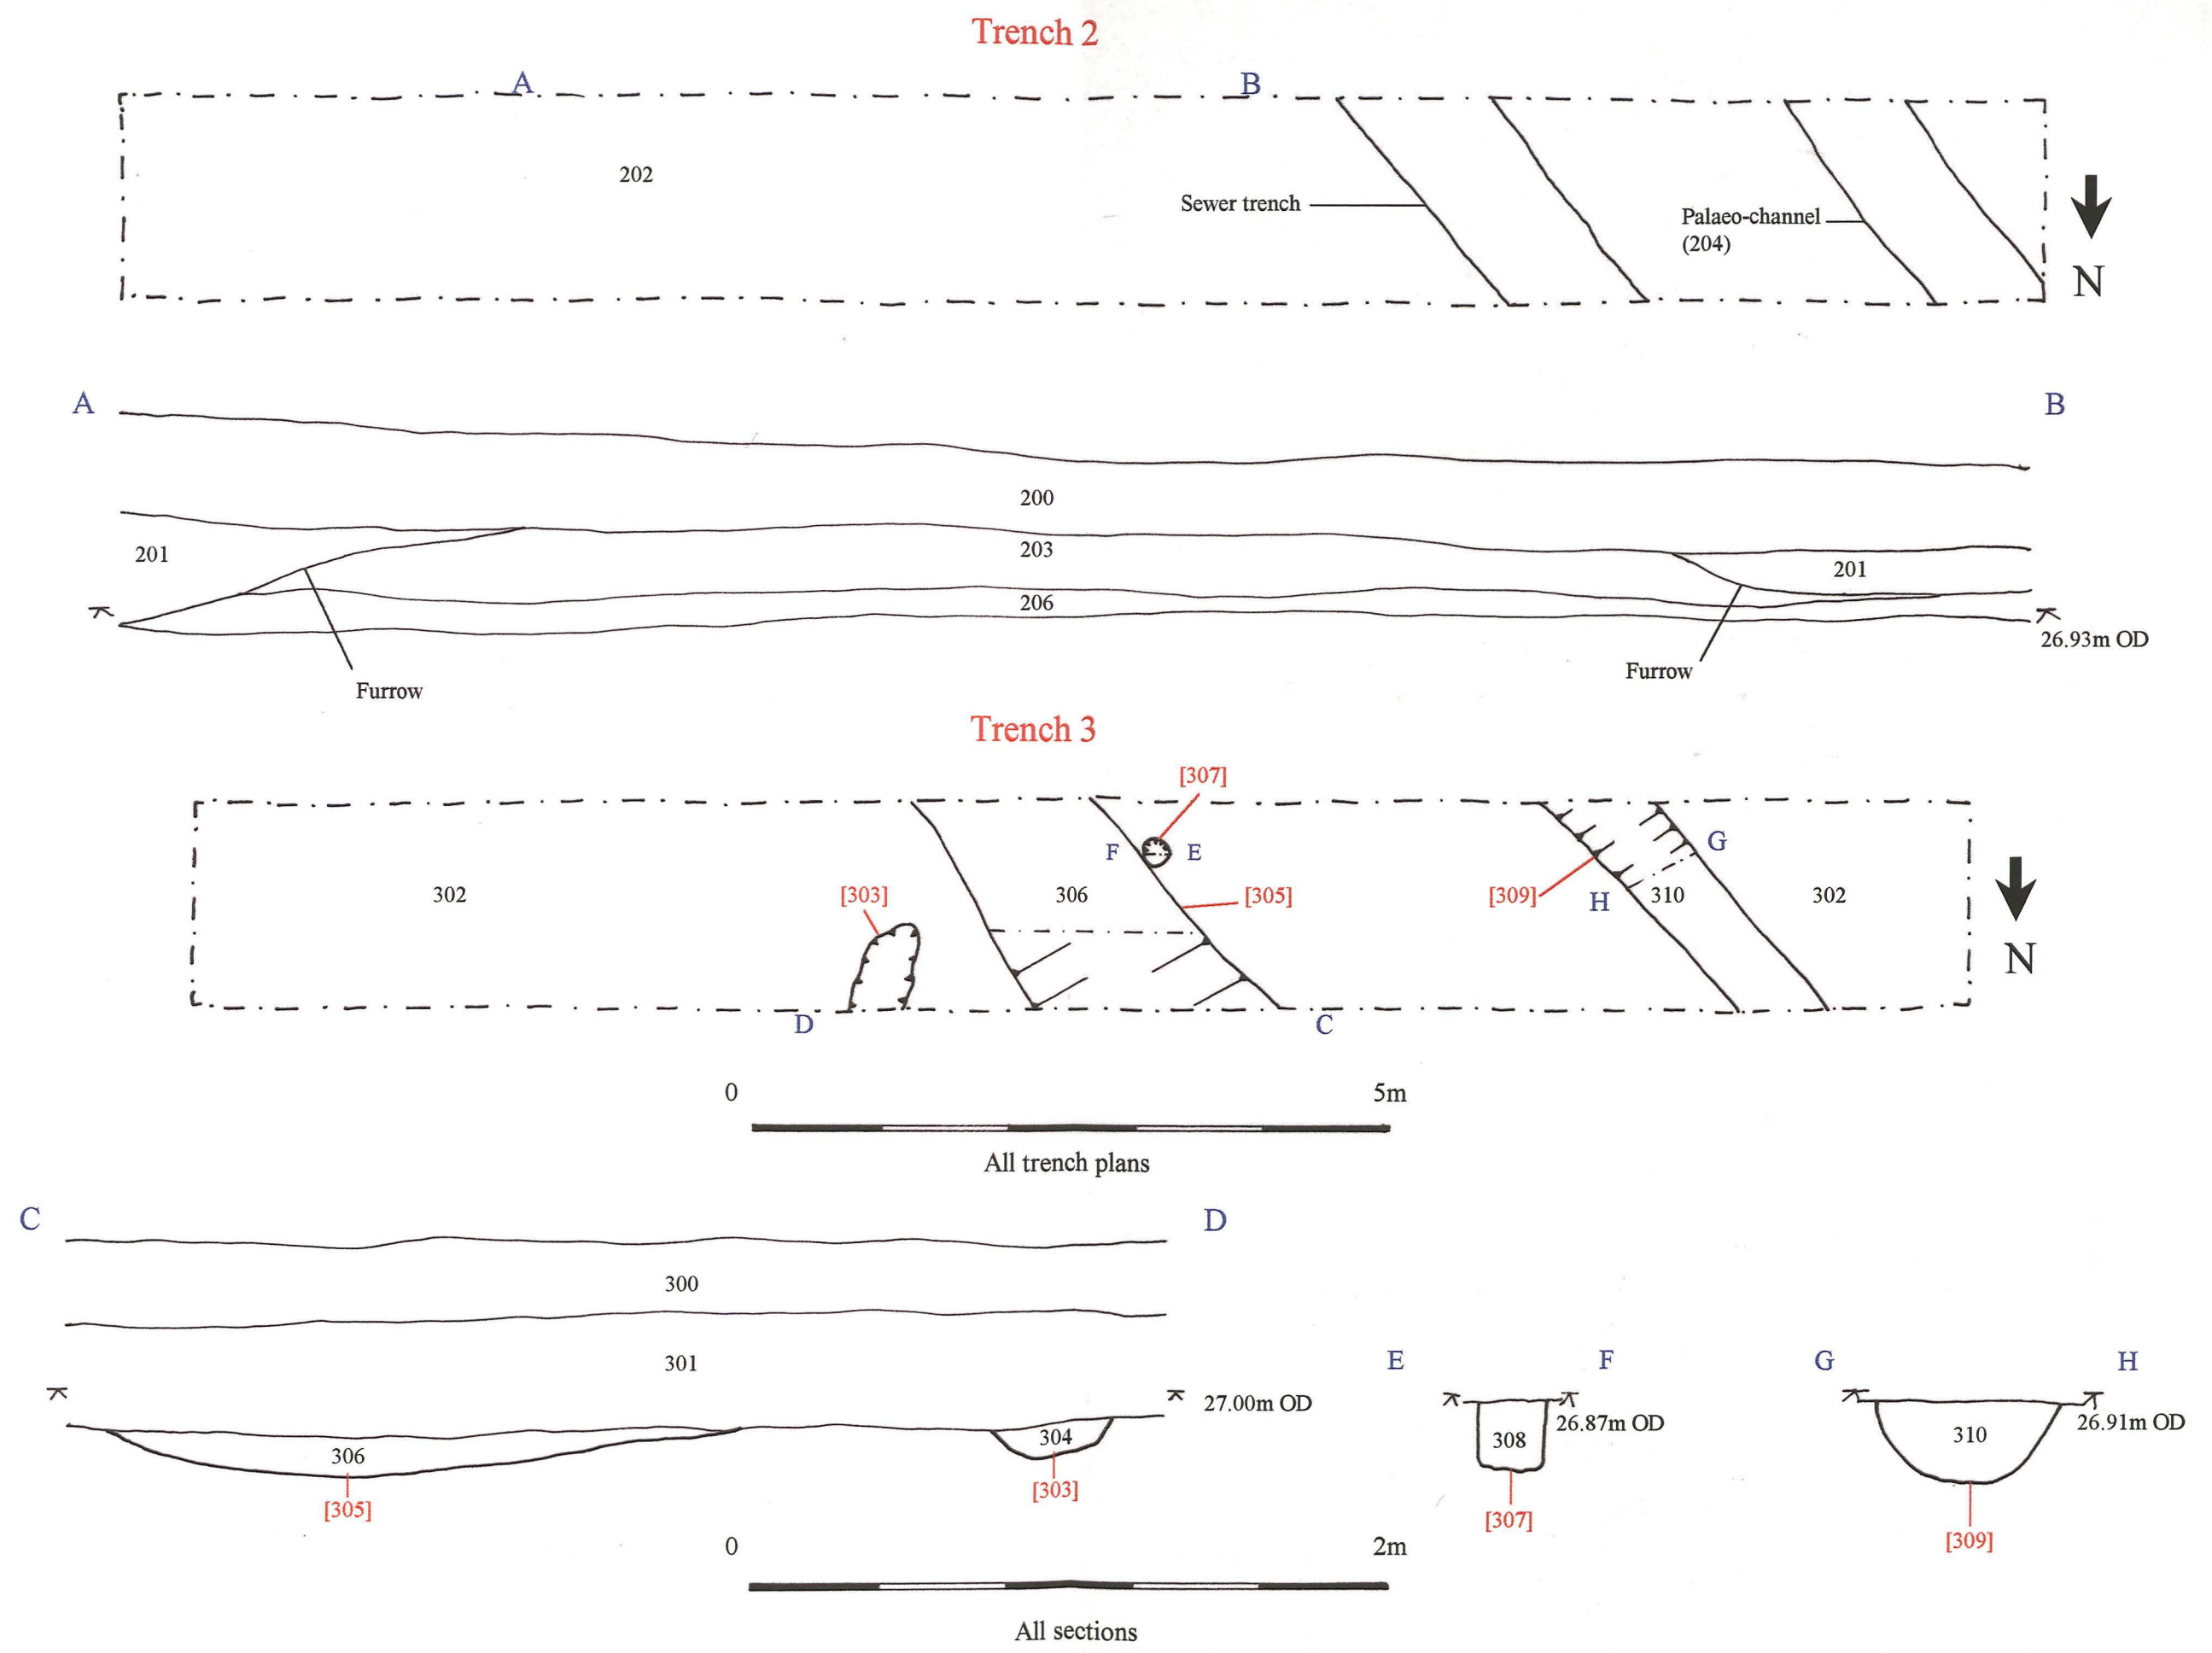 Trench 2
A
B
202
Sewer trench
Palaeo-channel
(204)
N
A
B
200
201
203
201
206
26.93m OD
Furrow
Furrow
Trench 3
[307]
F
E
G
302
[303]
306
[305]
[309]
H
310
302
N
D
C
0
5m
All trench plans
C
D
300
301
E
F
G
H
27.00m OD
26.87m OD
26.91m OD
306
304
308
310
[305]
[303]
[307]
[309]
0
2m
All sections